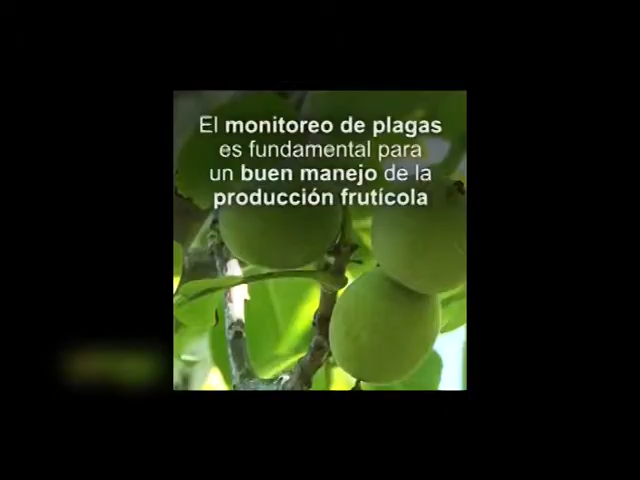 El monitoreo de plagas
es fundamental para
un buen manejo de la
producción frutícola